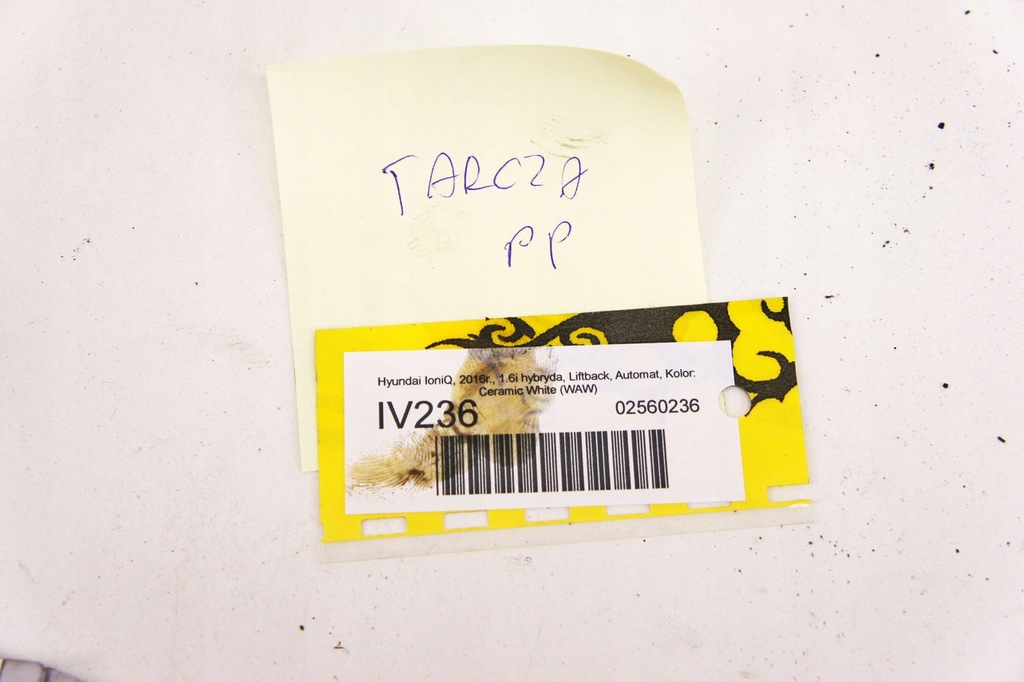 TARCZA
PP
Hyundai IoniQ, 2016r., 1.6i hybryda, Liftback, Automat, Kolor:
Ceramic White (WAW)
IV236
02560236